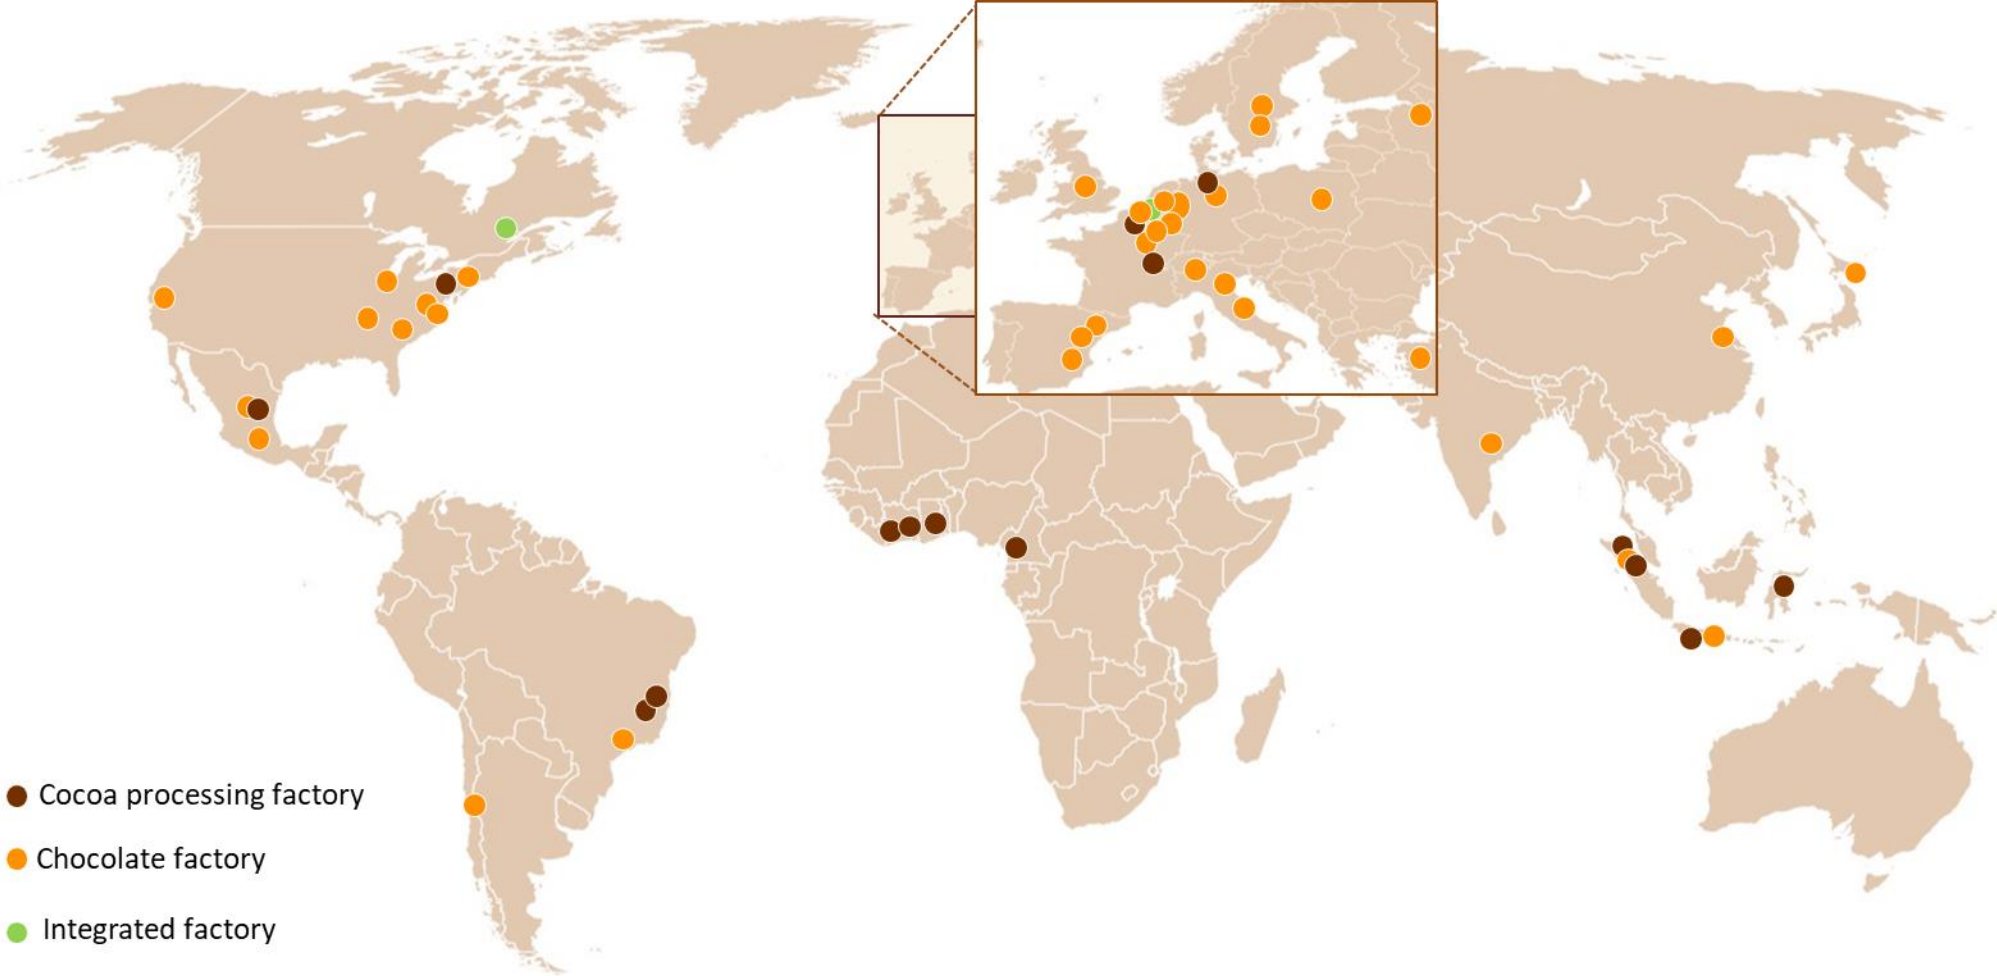 Cocoa processing factory
Chocolate factory
Integrated factory